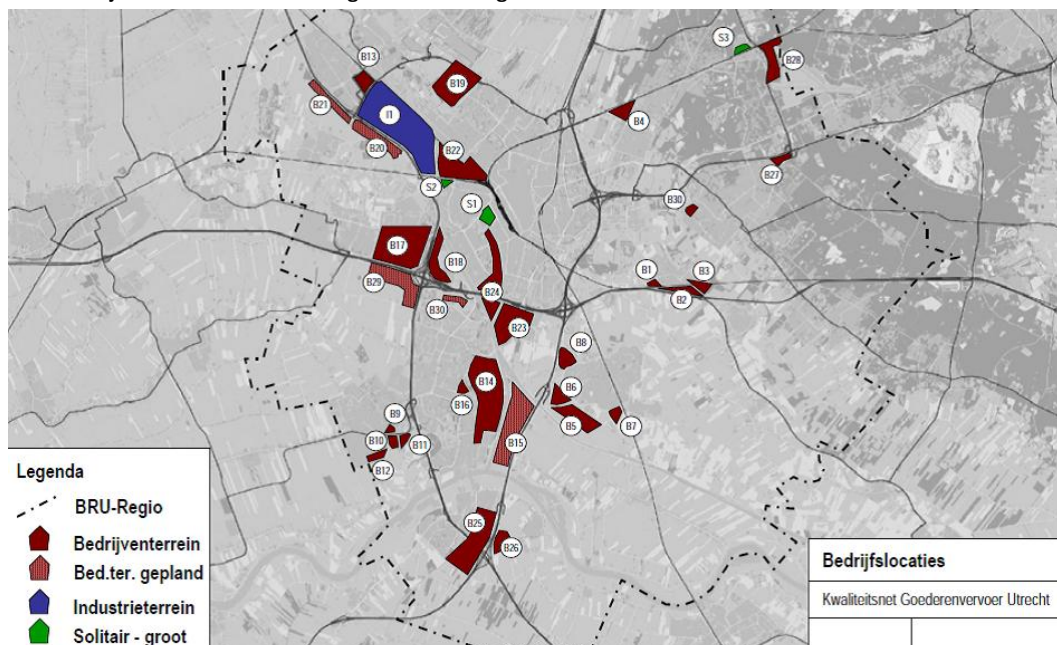 S3
B28
B13
B19
B21
I1
B4
B20
B22
B27
S2
B30
S1
B17
B18
B29
B1
B3
B24
B2
B30
B23
B8
B14
B6
B16
B5
B7
B9
B15
B10
B11
B12
B25
B26
Legenda
BRU-Regio
Bedrijventerrein
Bed.ter. gepland
Industrieterrein
Solitair - groot
Bedrijfslocaties
Kwaliteitsnet Goederenvervoer Utrecht